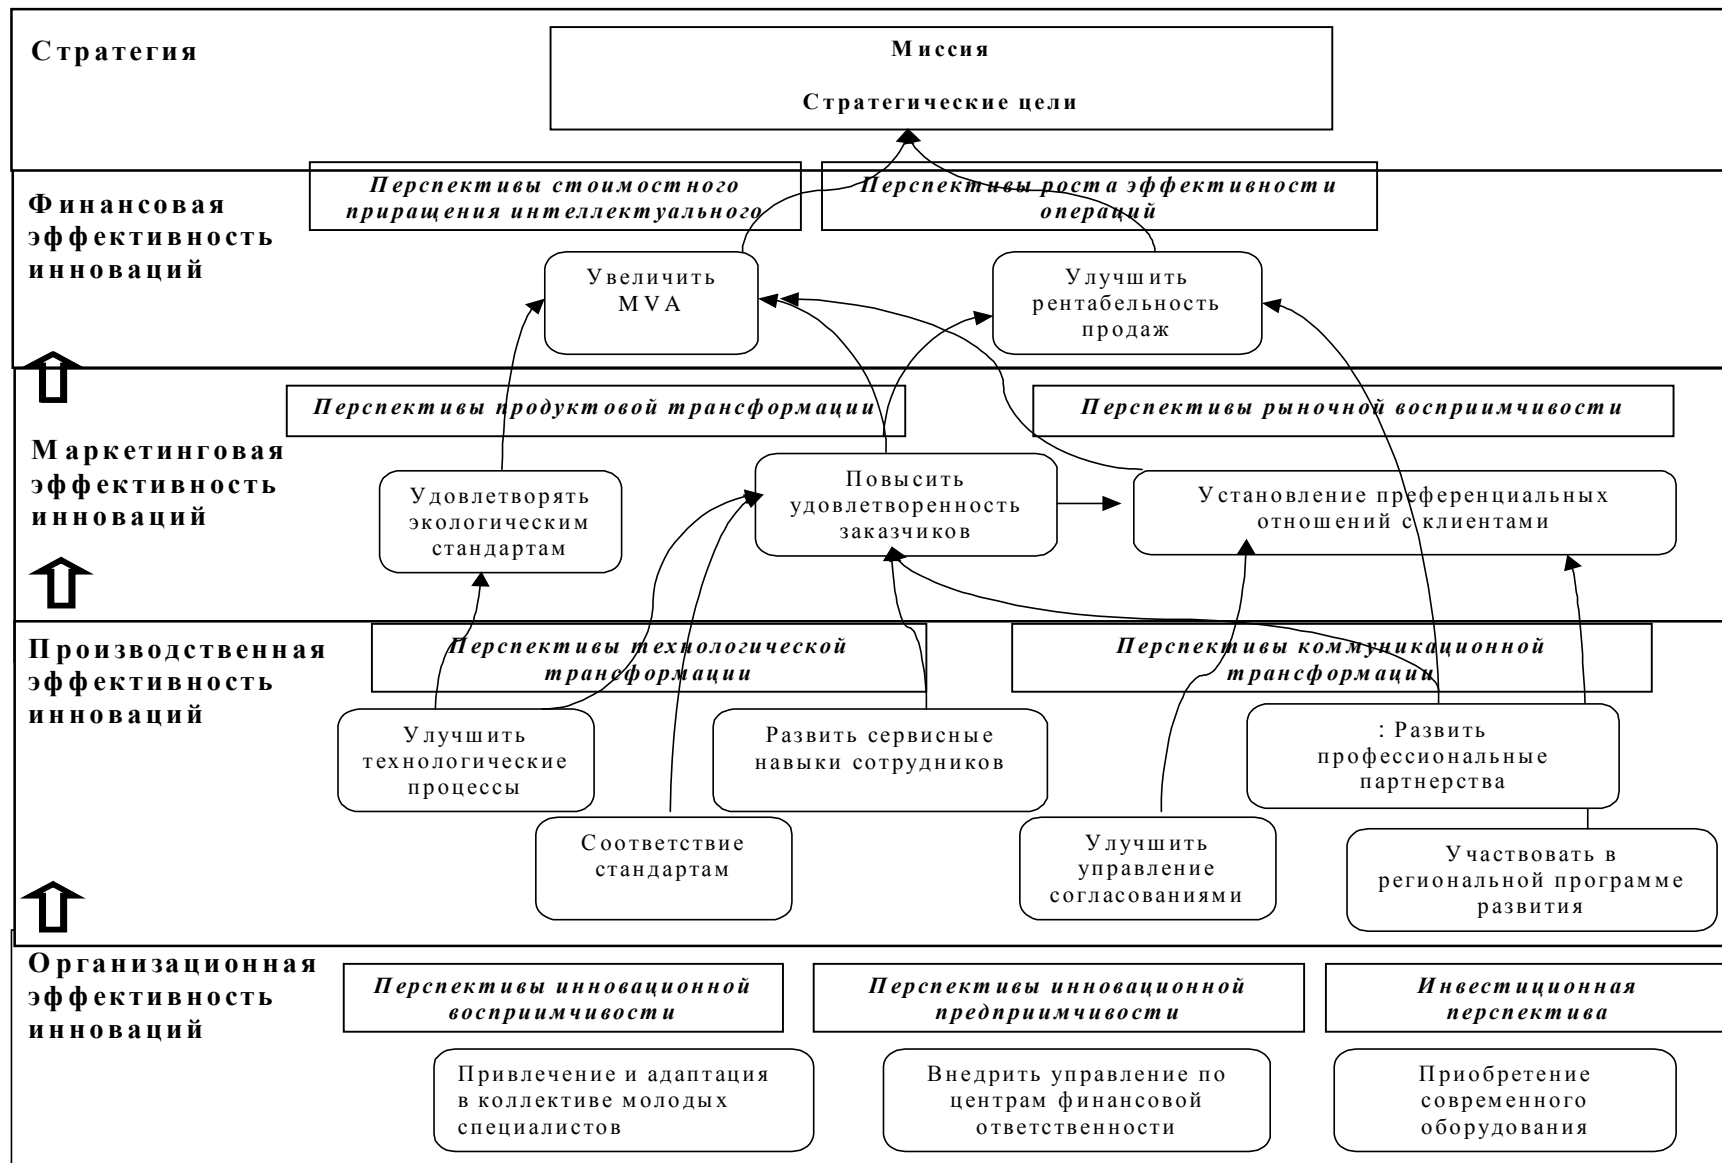 Стратегия
Миссия
Стратегические цели
Перспективы стоимостного
приращения интеллектуального
Перспективы роста эффективности
операций
Финансовая
эффективность
инноваций
Увеличить
MVA
Улучшить
рентабельность
продаж
Перспективы продуктовой трансформации
Перспективы рыночной восприимчивости
Маркетинговая
эффективность
инноваций
Удовлетворять
экологическим
стандартам
Повысить
удовлетворенность
заказчиков
Установление преференциальных
отношений с клиентами
Производственная
эффективность
инноваций
Перспективы технологической
трансформации
Перспективы коммуникационной
трансформации
Улучшить
технологические
процессы
Развить сервисные
навыки сотрудников
: Развить
профессиональные
партнерства
Соответствие
стандартам
Улучшить
управление
согласованиями
Участвовать в
региональной программе
развития
Организационная
эффективность
инноваций
Перспективы инновационной
восприимчивости
Перспективы инновационной
предприимчивости
Инвестиционная
перспектива
Привлечение и адаптация
в коллективе молодых
специалистов
Внедрить управление по
центрам финансовой
ответственности
Приобретение
современного
оборудования